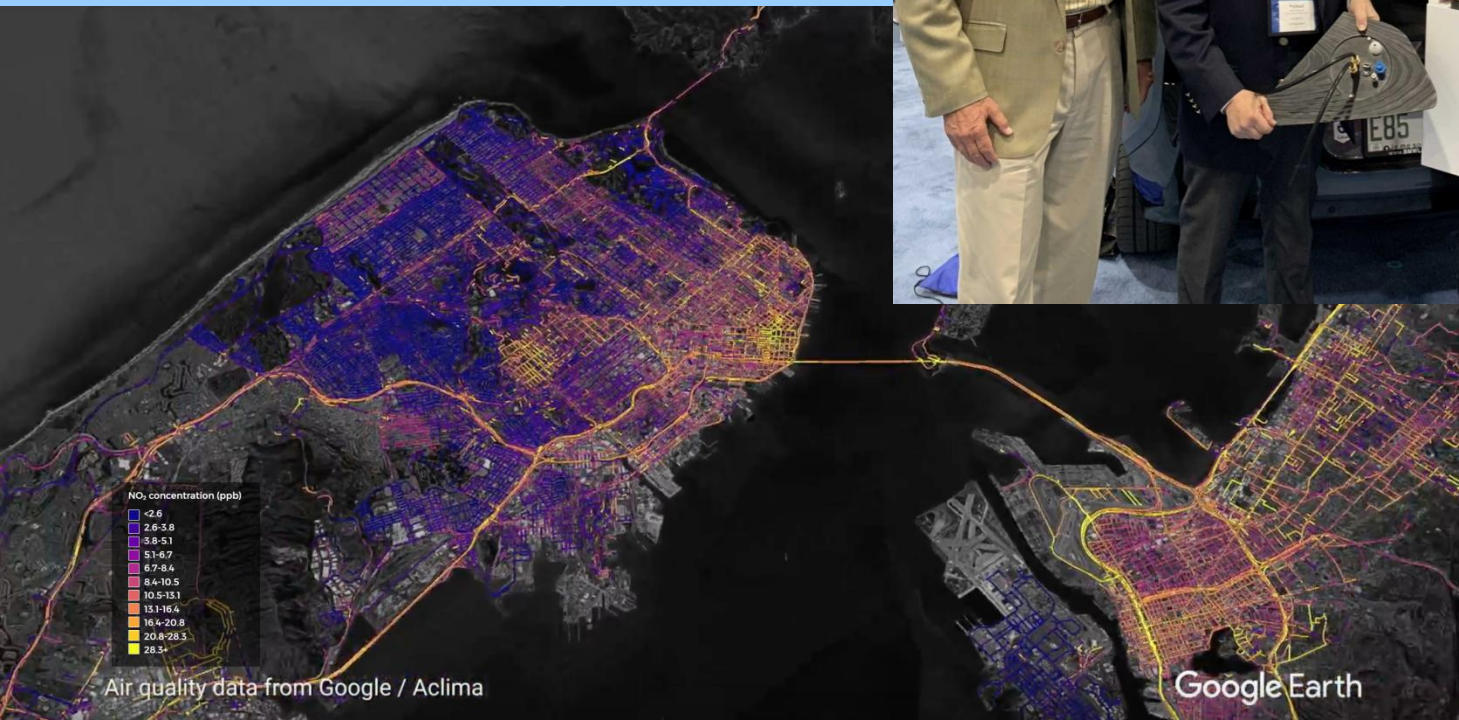 E85
NO₂ concentration (ppb)
<2.6
2.6-3.8
3.8-5.1
5.1-6.7
6.7-8.4
8.4-10.5
10.5-13.1
13.1-16.4
16.4-20.8
20.8-28.3
28.3+
Air quality data from Google / Aclima
Google Earth